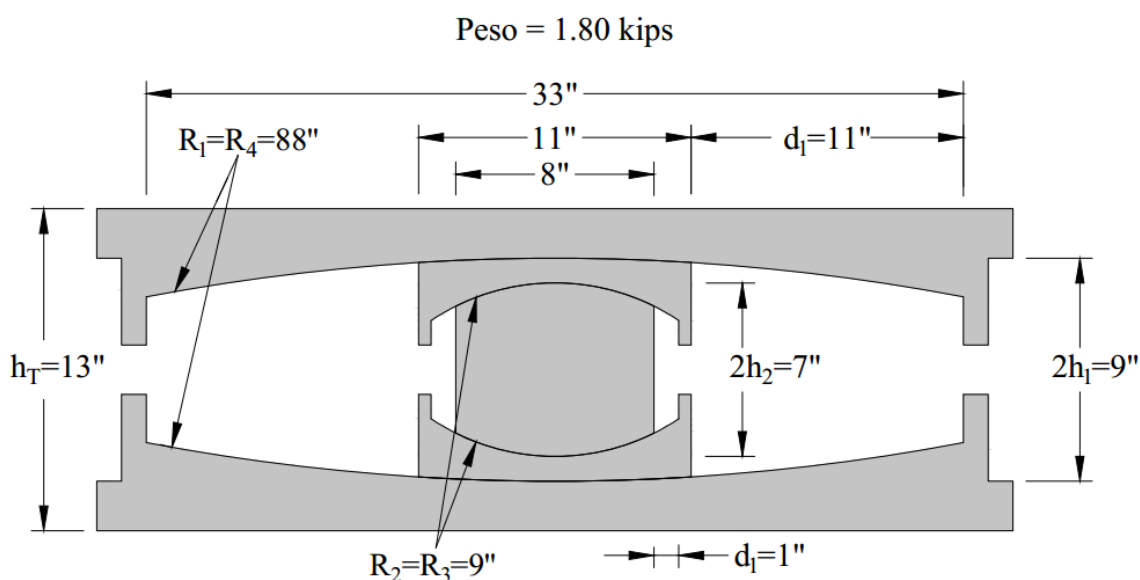 Peso = 1.80 kips
33"
R₁=R₄=88"
11"
d₁=11"
8"
hT=13"
2h₂=7"
2h₁=9"
R₂=R₃=9"
d₁=1"